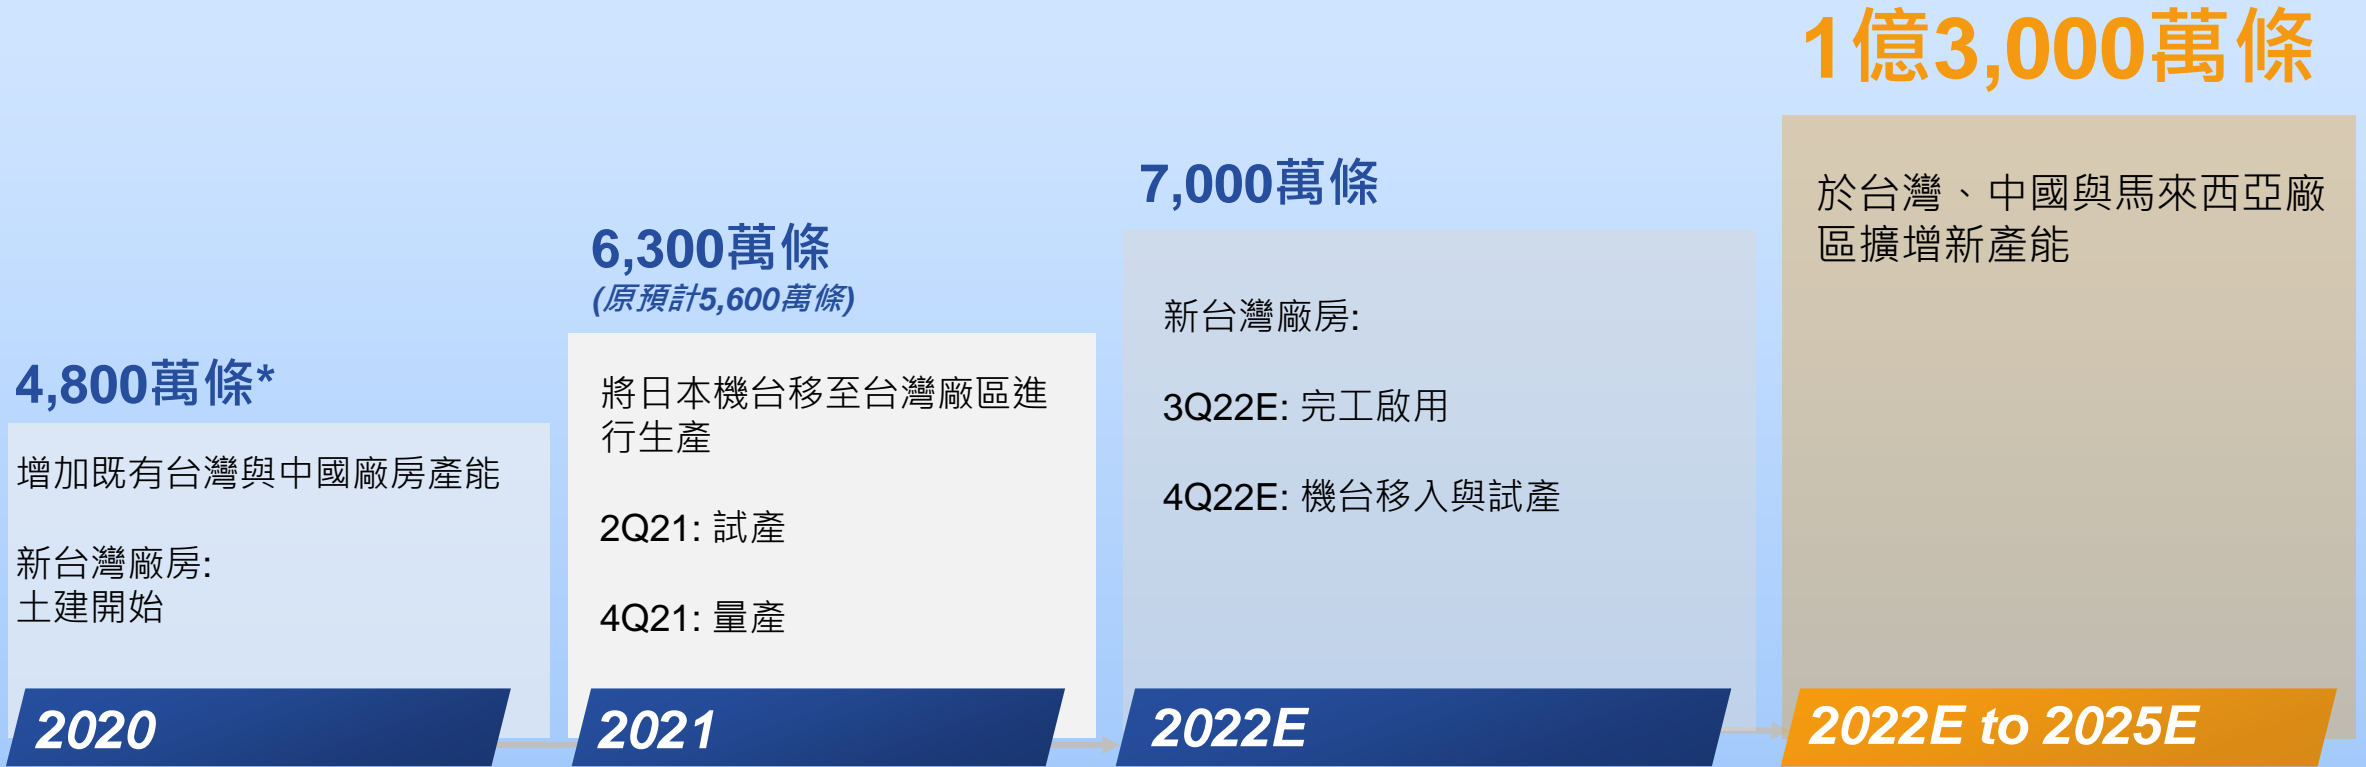 4,800萬條*
增加既有台灣與中國廠房產能
新台灣廠房:
土建開始
2020
6,300萬條
(原預計5,600萬條)
將日本機台移至台灣廠區進
行生產
2Q21: 試產
4Q21: 量產
2021
7,000萬條
新台灣廠房:
3Q22E: 完工啟用
4Q22E: 機台移入與試產
2022E
1億3,000萬條
於台灣、中國與馬來西亞廠
區擴增新產能
2022E to 2025E